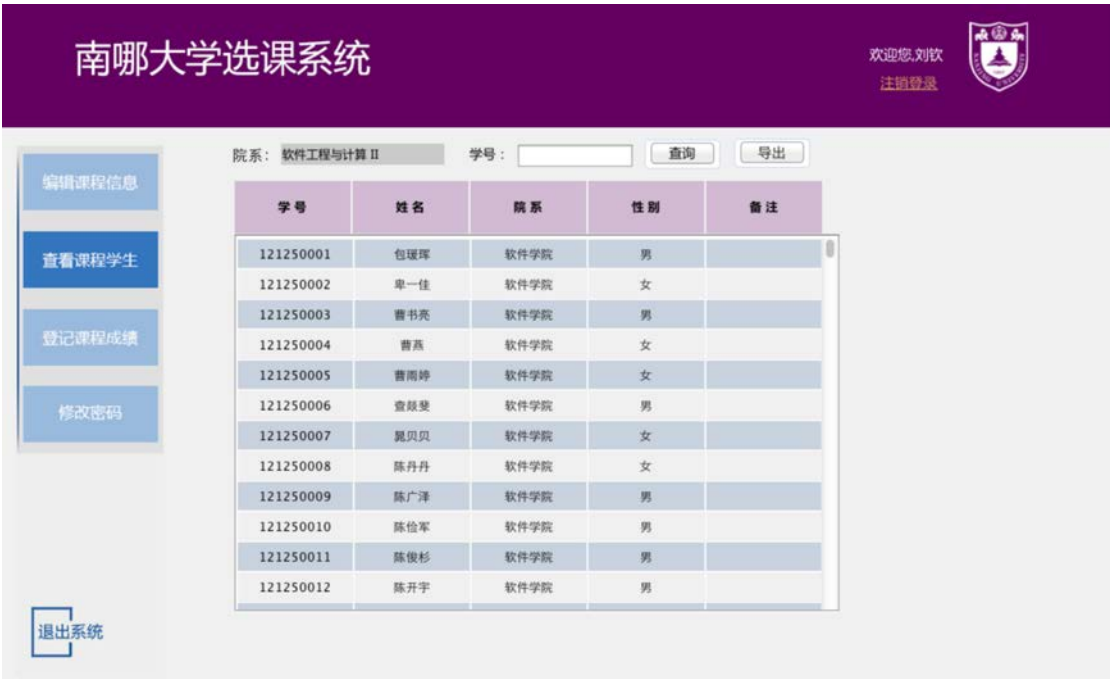 南哪大学选课系统
欢迎您,刘钦
注销登录
编辑课程信息
查看课程学生
登记课程成绩
修改密码
退出系统
院系： 软件工程与计算 II 学号： 查询 导出
学号 姓名 院系 性别 备注
121250001 包瑷珲 软件学院 男
121250002 卑一佳 软件学院 女
121250003 曹书亮 软件学院 男
121250004 曹燕 软件学院 女
121250005 曹雨婷 软件学院 女
121250006 查燚斐 软件学院 男
121250007 晁贝贝 软件学院 女
121250008 陈丹丹 软件学院 女
121250009 陈广泽 软件学院 男
121250010 陈俭军 软件学院 男
121250011 陈俊杉 软件学院 男
121250012 陈开宇 软件学院 男